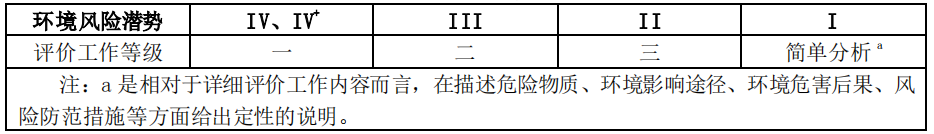 环境风险潜势 IV、IV⁺ III II I
评价工作等级 一 二 三 简单分析ᵃ
注：a 是相对于详细评价工作内容而言，在描述危险物质、环境影响途径、环境危害后果、风
险防范措施等方面给出定性的说明。